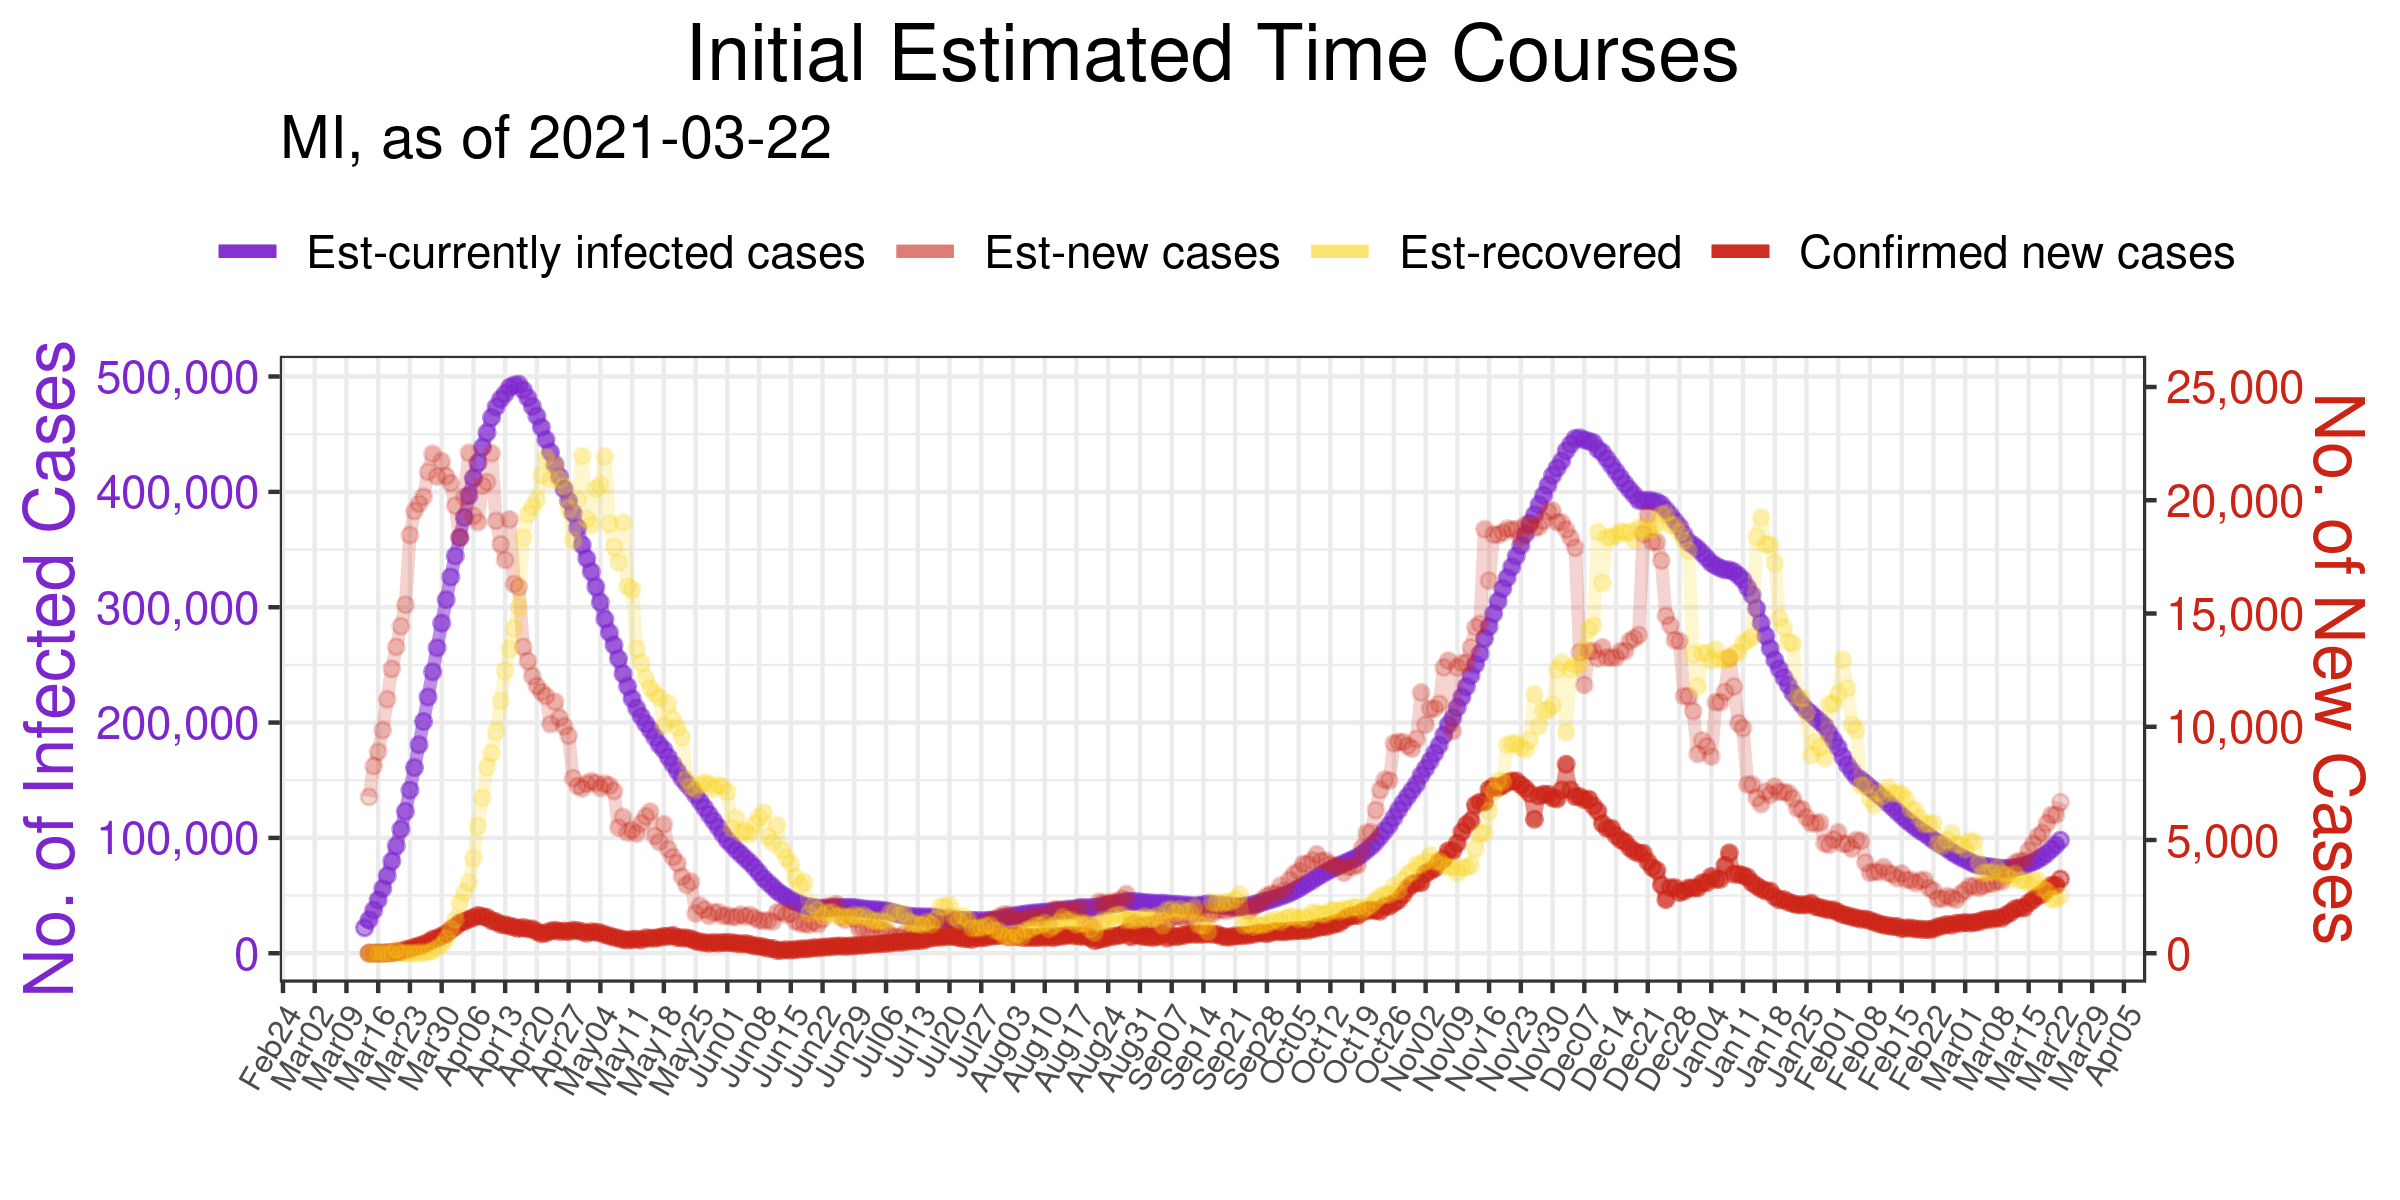 Initial Estimated Time Courses
MI, as of 2021-03-22
Est-currently infected cases
Est-new cases
Est-recovered
Confirmed new cases
No. of Infected Cases
500,000
400,000
300,000
200,000
100,000
0
25,000
20,000
15,000
10,000
5,000
0
No. of New Cases
Feb24
Mar02
Mar09
Mar16
Mar23
Mar30
Apr06
Apr13
Apr20
Apr27
May04
May11
May18
May25
Jun01
Jun08
Jun15
Jun22
Jun29
Jul06
Jul13
Jul20
Jul27
Aug03
Aug10
Aug17
Aug24
Aug31
Sep07
Sep14
Sep21
Sep28
Oct05
Oct12
Oct19
Oct26
Nov02
Nov09
Nov16
Nov23
Nov30
Dec07
Dec14
Dec21
Dec28
Jan04
Jan11
Jan18
Jan25
Feb01
Feb08
Feb15
Feb22
Mar01
Mar08
Mar15
Mar22
Mar29
Apr05